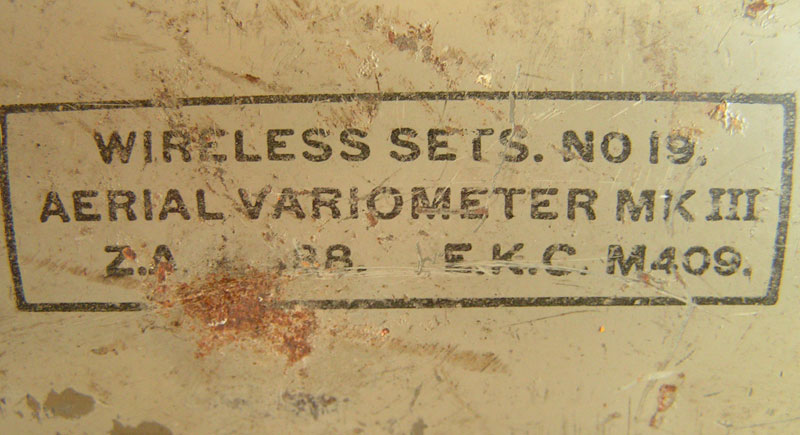 WIRELESS SETS. NO 19.
AERIAL VARIOMETER MK III
Z.A. E.K.C. M409.